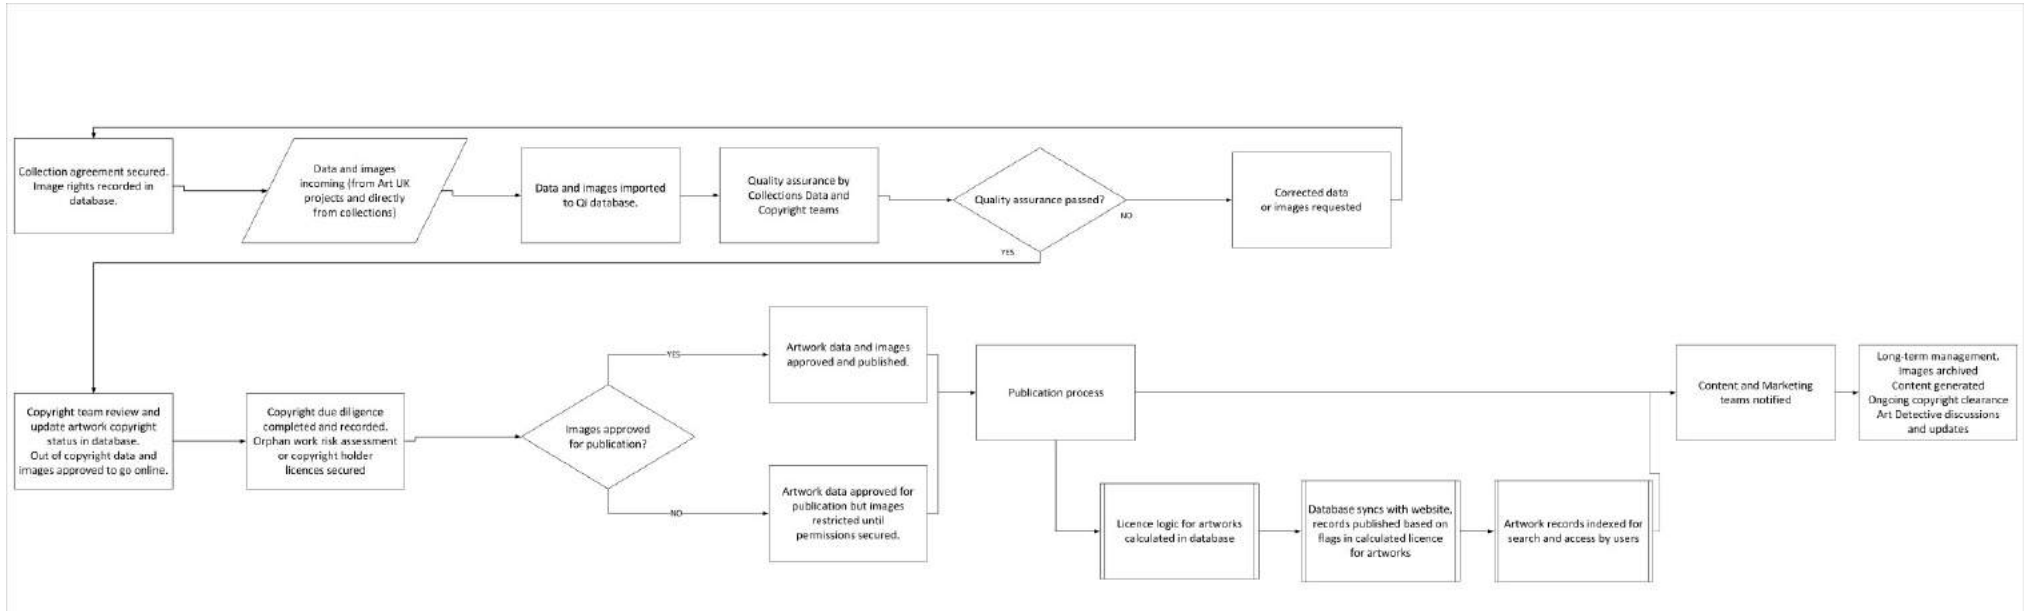 Collection agreement secured.
Image rights recorded in
database.
Data and images
incoming (from Art UK
projects and directly
from collections)
Data and images imported
to Qi database.
Quality assurance by
Collections Data and
Copyright teams
Quality assurance passed?
NO
Corrected data
or images requested
YES
Copyright team review and
update artwork copyright
status in database.
Out of copyright data and
images approved to go online.
Copyright due diligence
completed and recorded.
Orphan work risk assessment
or copyright holder
licences secured
Images approved
for publication?
YES
Artwork data and images
approved and published.
NO
Artwork data approved for
publication but images
restricted until
permissions secured.
Publication process
Licence logic for artworks
calculated in database
Database syncs with website,
records published based on
flags in calculated licence
for artworks
Artwork records indexed for
search and access by users
Content and Marketing
teams notified
Long-term management.
Images archived
Content generated
Ongoing copyright clearance
Art Detective discussions
and updates